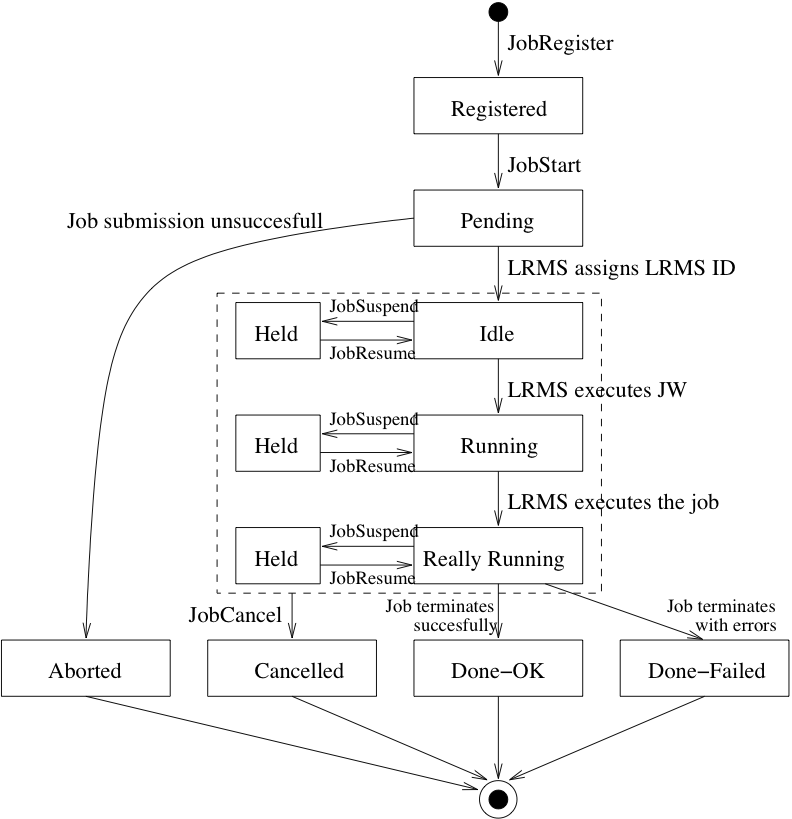 JobRegister
Registered
JobStart
Job submission unsuccesfull
Pending
LRMS assigns LRMS ID
JobSuspend
Held
Idle
JobResume
LRMS executes JW
JobSuspend
Held
Running
JobResume
LRMS executes the job
JobSuspend
Held
Really Running
JobResume
JobCancel
Job terminates
succesfully
Job terminates
with errors
Aborted
Cancelled
Done−OK
Done−Failed